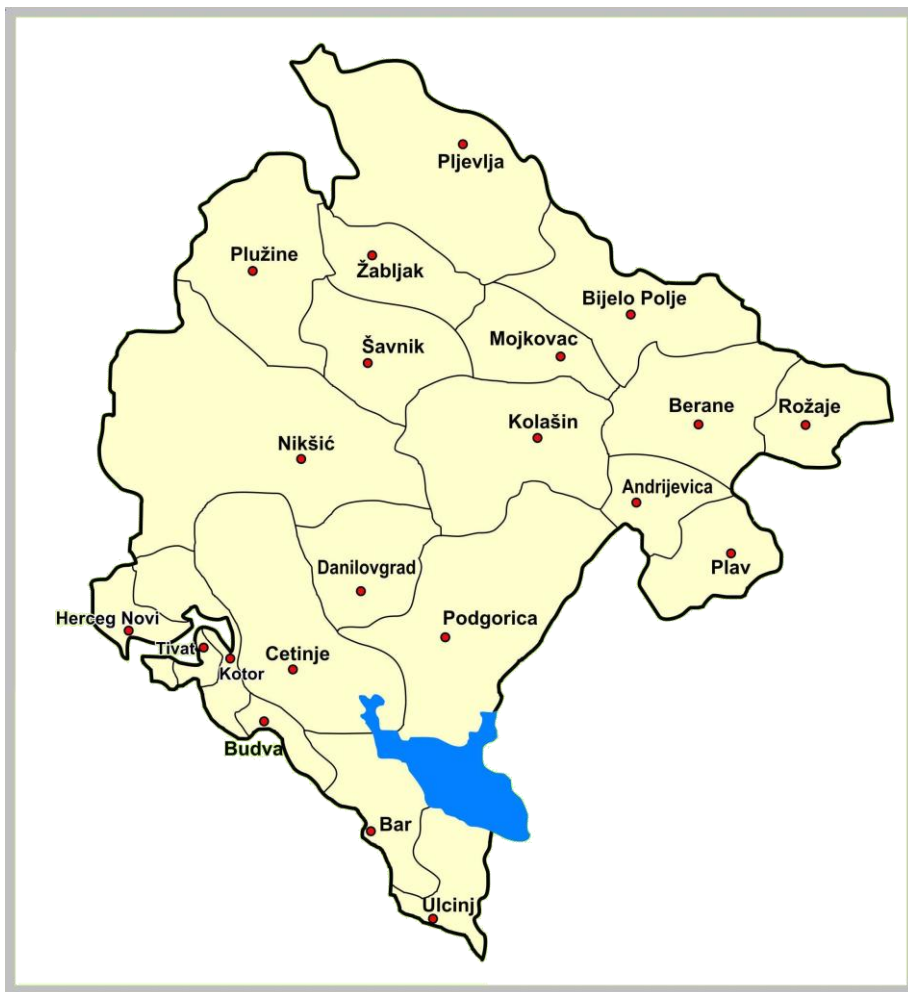 Pljevlja
Plužine
Žabljak
Bijelo Polje
Šavnik
Mojkovac
Berane
Rožaje
Kolašin
Nikšić
Andrijevica
Danilovgrad
Plav
Herceg Novi
Podgorica
Tivat
Cetinje
Kotor
Budva
Bar
Ulcinj